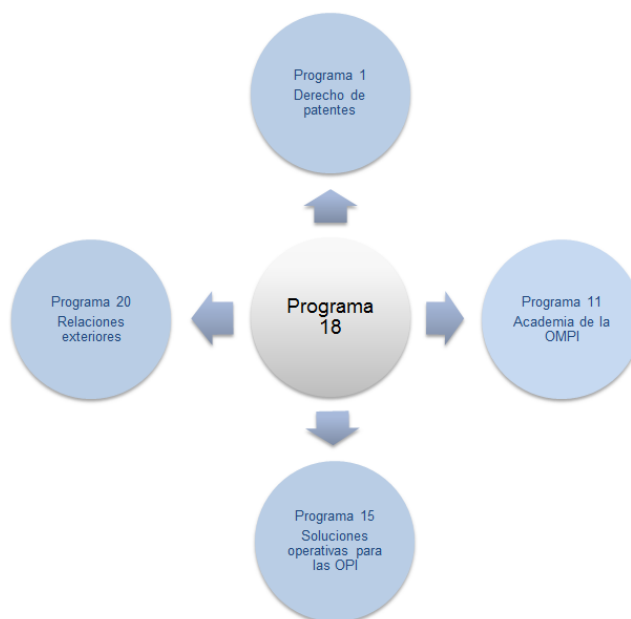 Programa 1
Derecho de
patentes
Programa 20
Relaciones
exteriores
Programa
18
Programa 11
Academia de la
OMPI
Programa 15
Soluciones
operativas para
las OPI